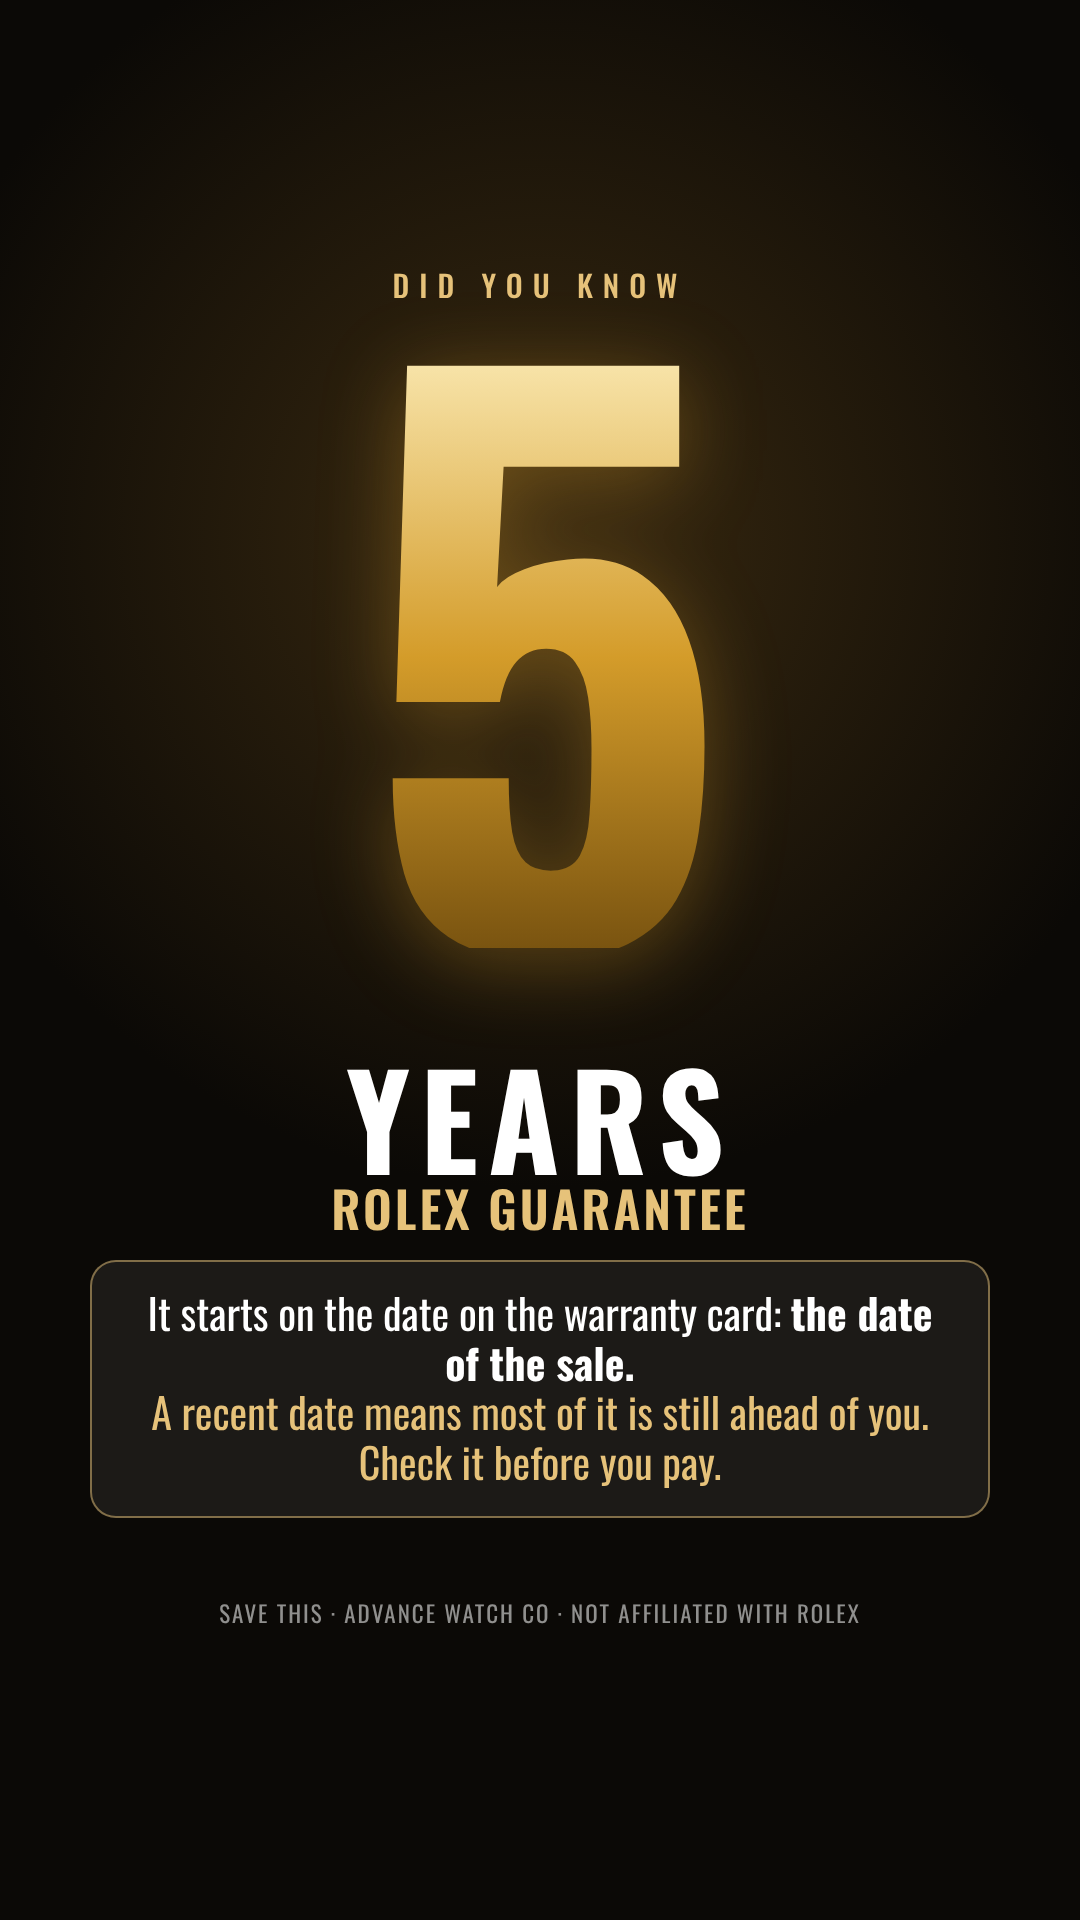 DID YOU KNOW
5
YEARS
ROLEX GUARANTEE
It starts on the date on the warranty card: the date
of the sale.
A recent date means most of it is still ahead of you.
Check it before you pay.
SAVE THIS · ADVANCE WATCH CO · NOT AFFILIATED WITH ROLEX